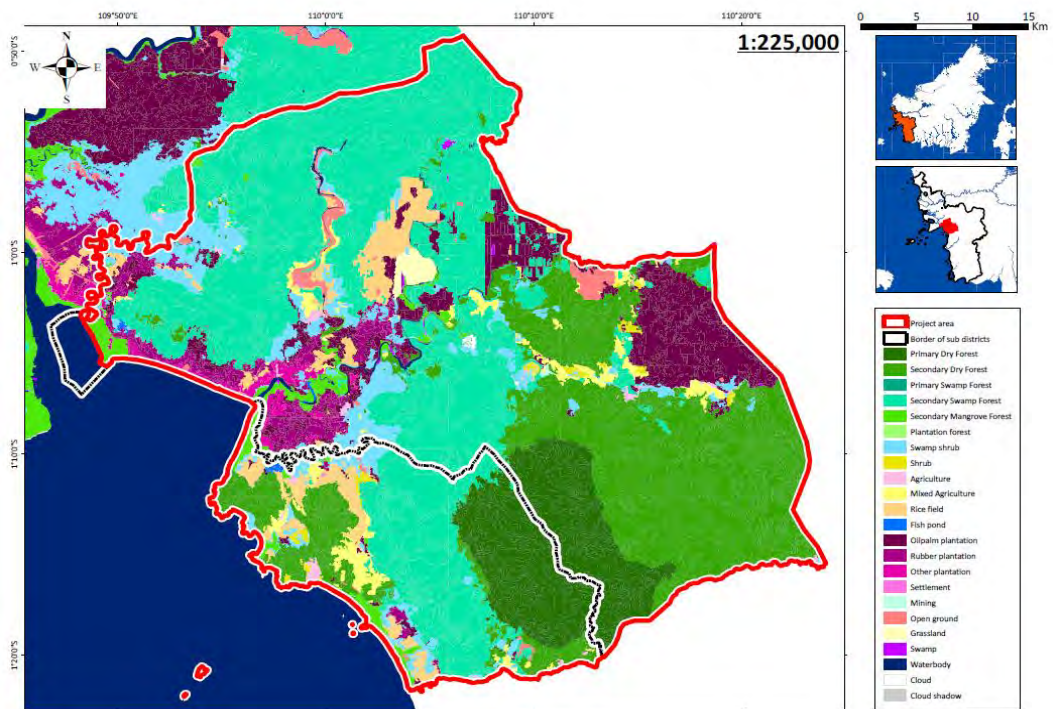 109°50'0"E 110°0'0"E 110°10'0"E 110°20'0"E
0 5 10 15
Km
1:225,000
N
W E
S
0°50'0"S
1°0'0"S
1°10'0"S
1°20'0"S
Project area
Border of sub districts
Primary Dry Forest
Secondary Dry Forest
Primary Swamp Forest
Secondary Swamp Forest
Secondary Mangrove Forest
Plantation forest
Swamp shrub
Shrub
Agriculture
Mixed Agriculture
Rice field
Fish pond
Oilpalm plantation
Rubber plantation
Other plantation
Settlement
Mining
Open ground
Grassland
Swamp
Waterbody
Cloud
Cloud shadow